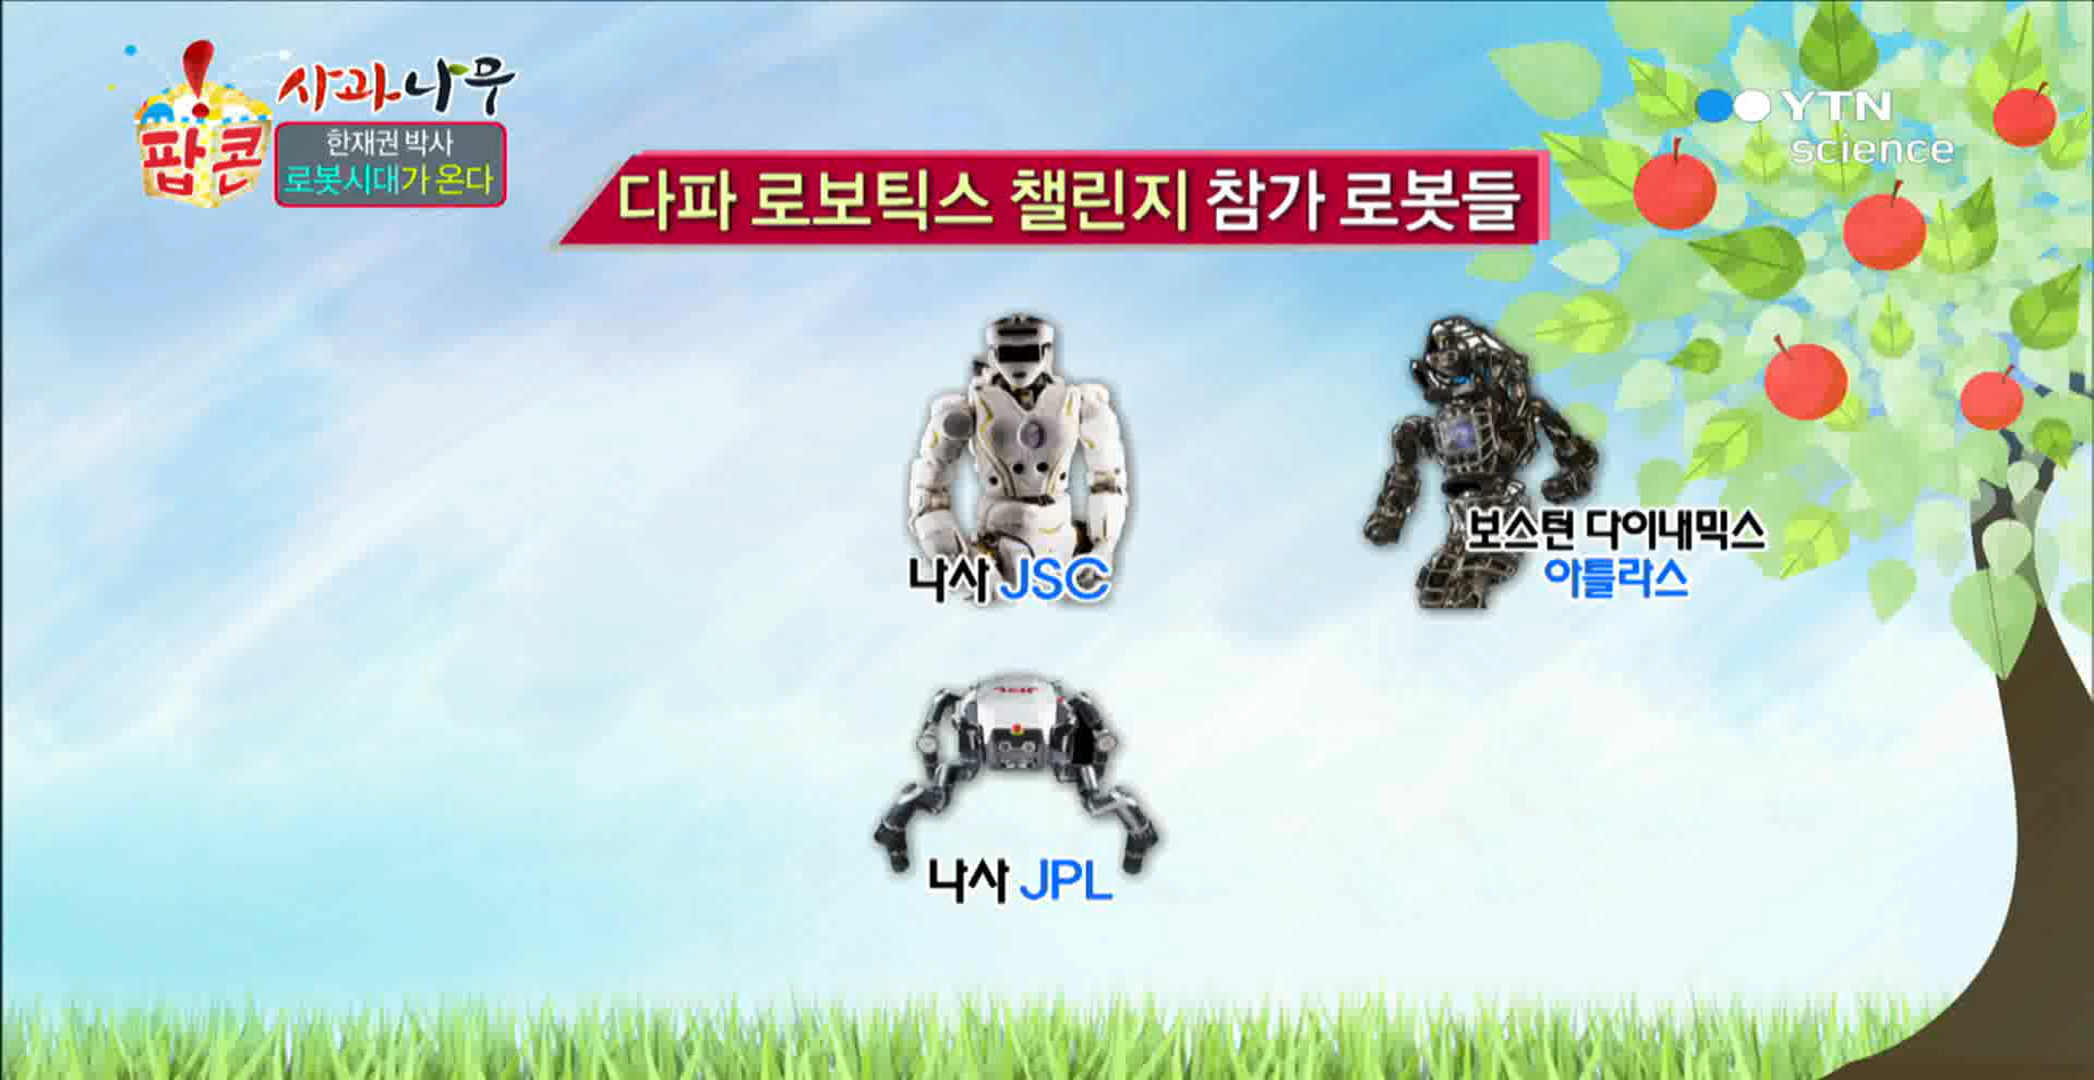 사과나무
팝콘
한재권 박사
로봇시대가 온다
YTN
science
다파 로보틱스 챌린지 참가 로봇들
나사 JSC
보스턴 다이내믹스
아틀라스
나사 JPL